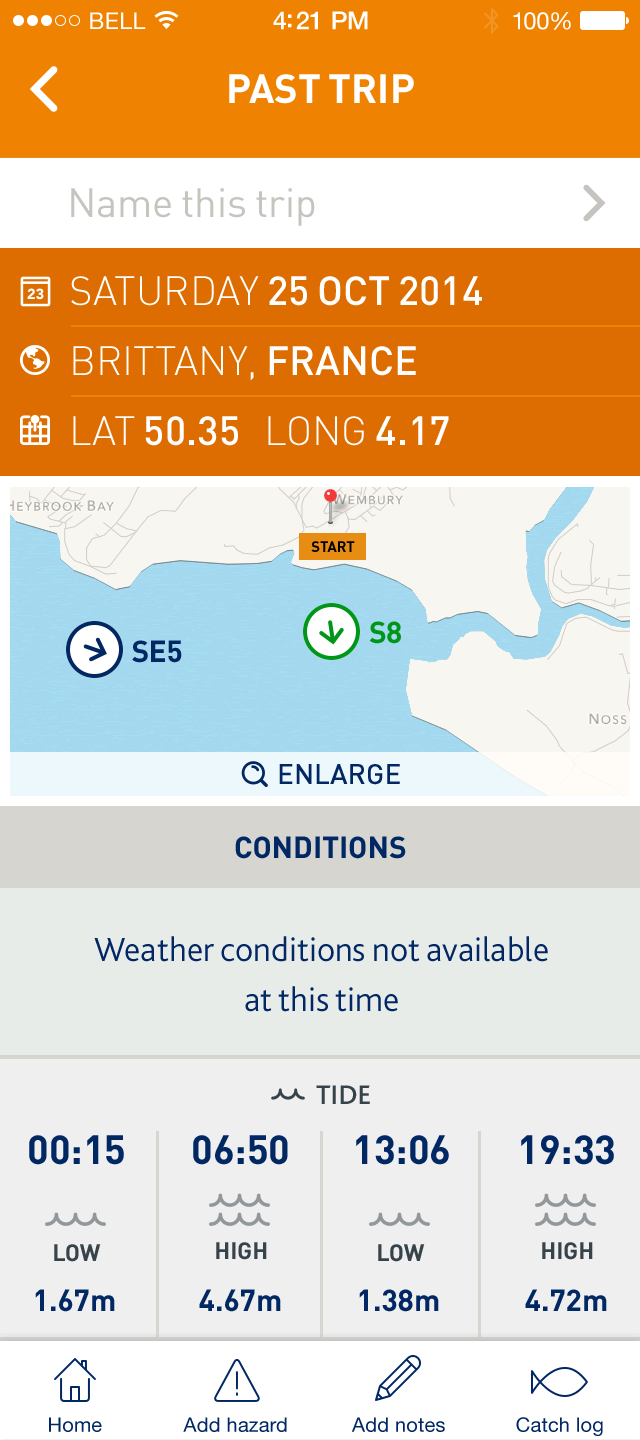 BELL 4:21 PM 100%
PAST TRIP
Name this trip
23 SATURDAY 25 OCT 2014
BRITTANY, FRANCE
LAT 50.35 LONG 4.17
HEYBROOK BAY WEMBURY
START
SE5 S8
NOSS
ENLARGE
CONDITIONS
Weather conditions not available
at this time
TIDE
00:15 06:50 13:06 19:33
LOW HIGH LOW HIGH
1.67m 4.67m 1.38m 4.72m
Home Add hazard Add notes Catch log